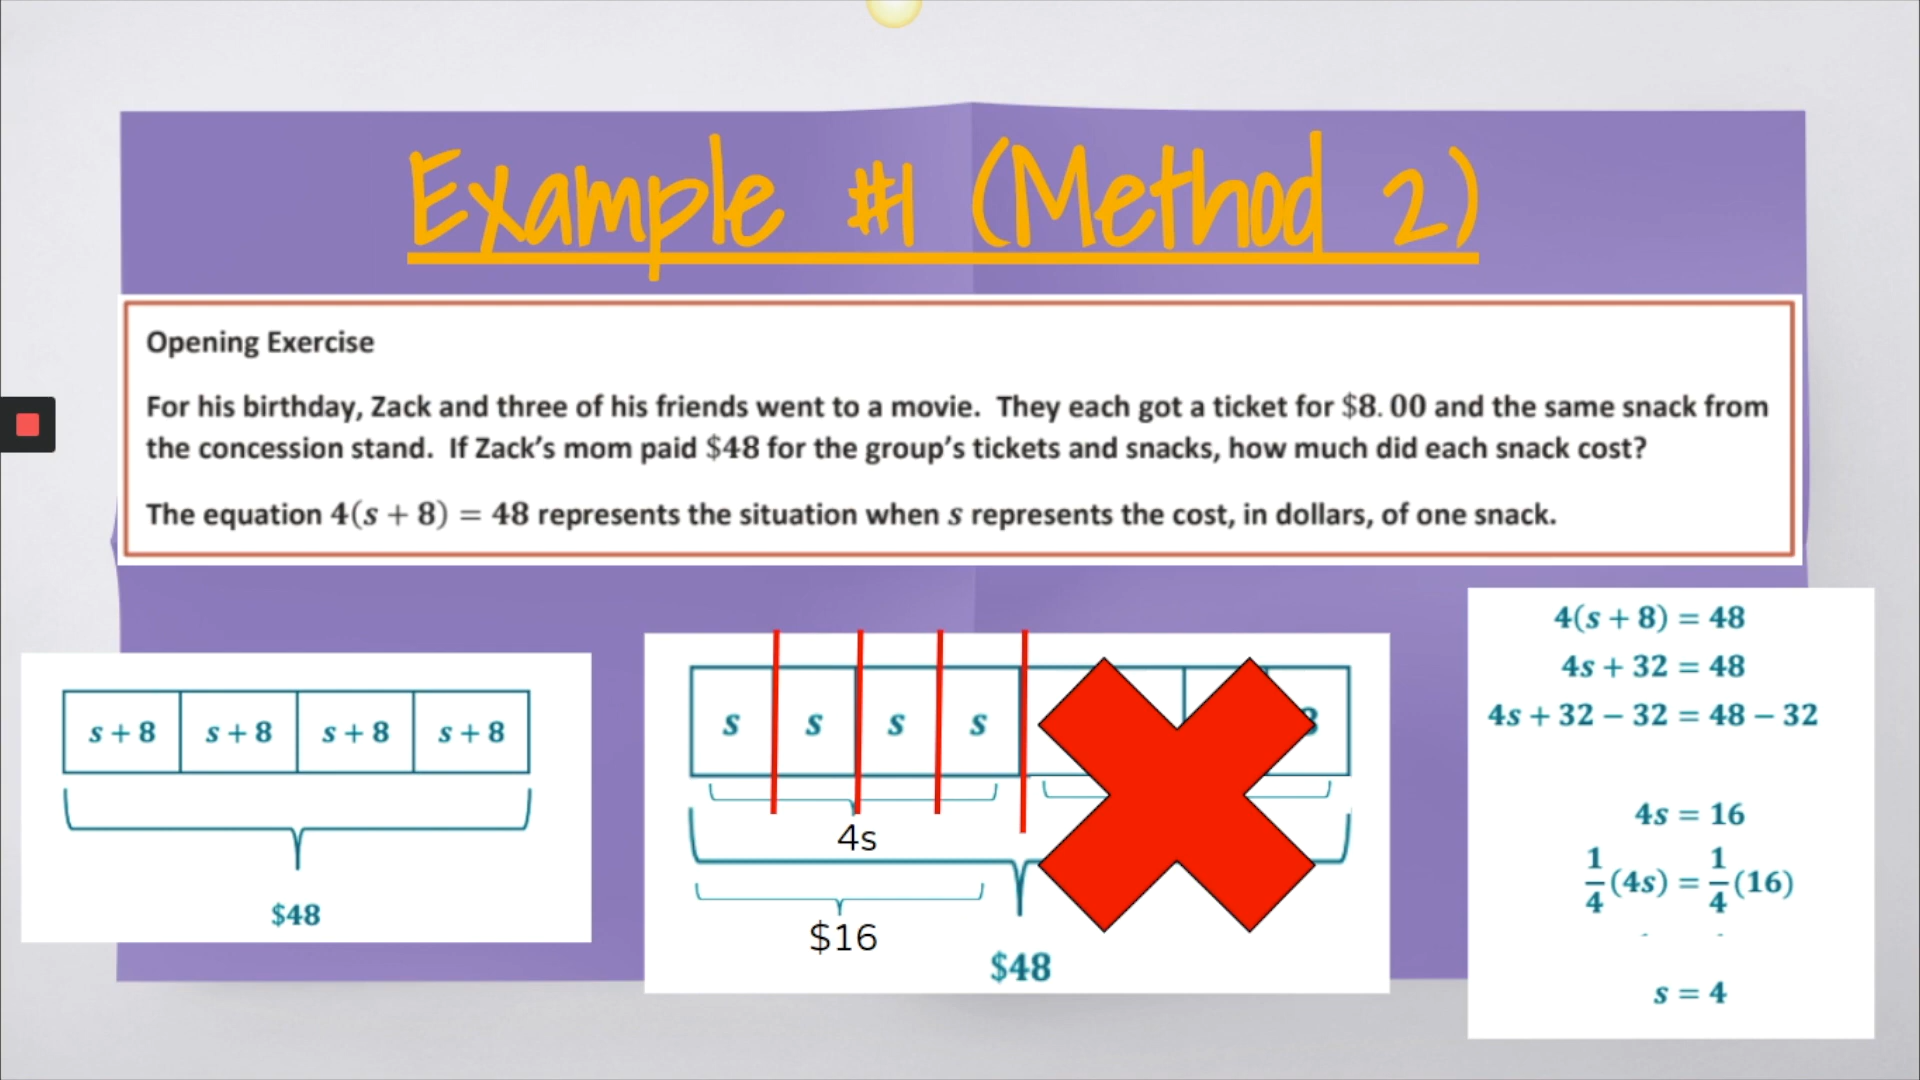 Example #1 (Method 2)
Opening Exercise
For his birthday, Zack and three of his friends went to a movie. They each got a ticket for $8.00 and the same snack from
the concession stand. If Zack's mom paid $48 for the group's tickets and snacks, how much did each snack cost?
The equation 4(s + 8) = 48 represents the situation when s represents the cost, in dollars, of one snack.
s + 8 s + 8 s + 8 s + 8
$48
s s s s
4s
$16
$48
4(s + 8) = 48
4s + 32 = 48
4s + 32 − 32 = 48 − 32
4s = 16
1/4(4s) = 1/4(16)
s = 4